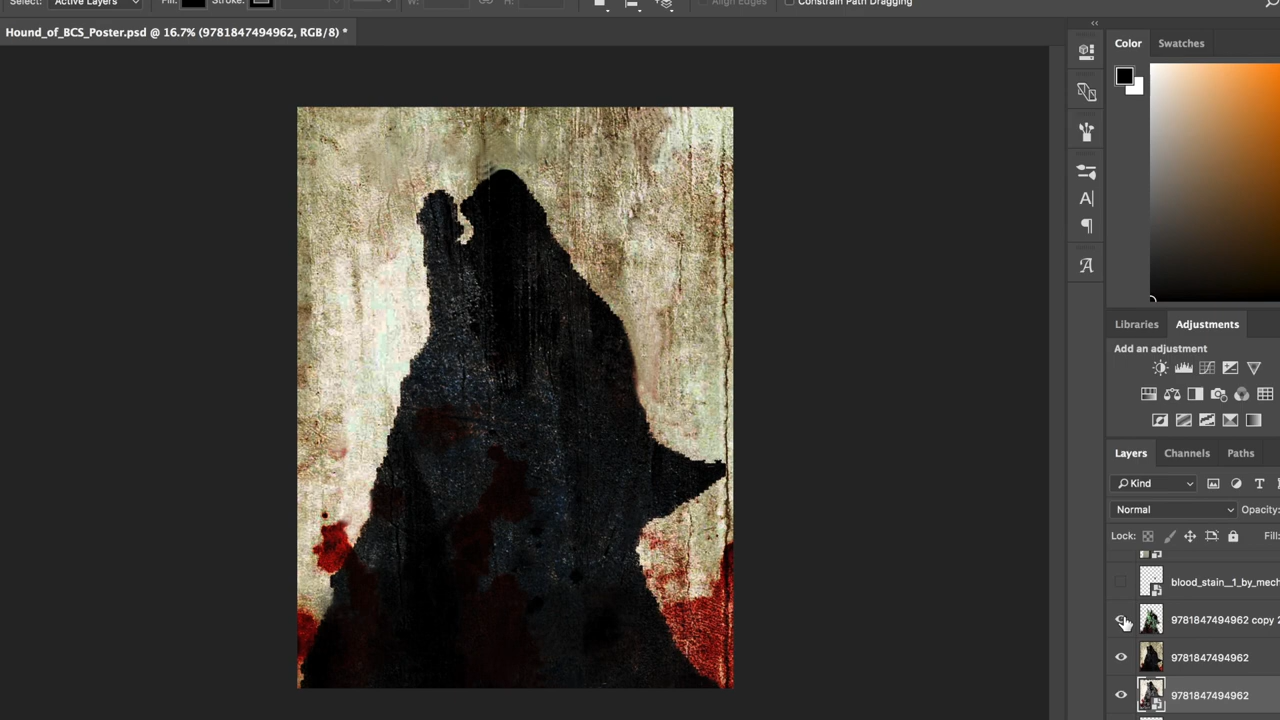 Select: Active Layers Fill: Stroke: W: H: Align Edges Constrain Path Dragging
Hound_of_BCS_Poster.psd @ 16.7% (9781847494962, RGB/8) *
Color Swatches
Libraries Adjustments
Add an adjustment
Layers Channels Paths
Kind
Normal Opacity:
Lock: Fill:
blood_stain__1_by_mech
9781847494962 copy 2
9781847494962
9781847494962